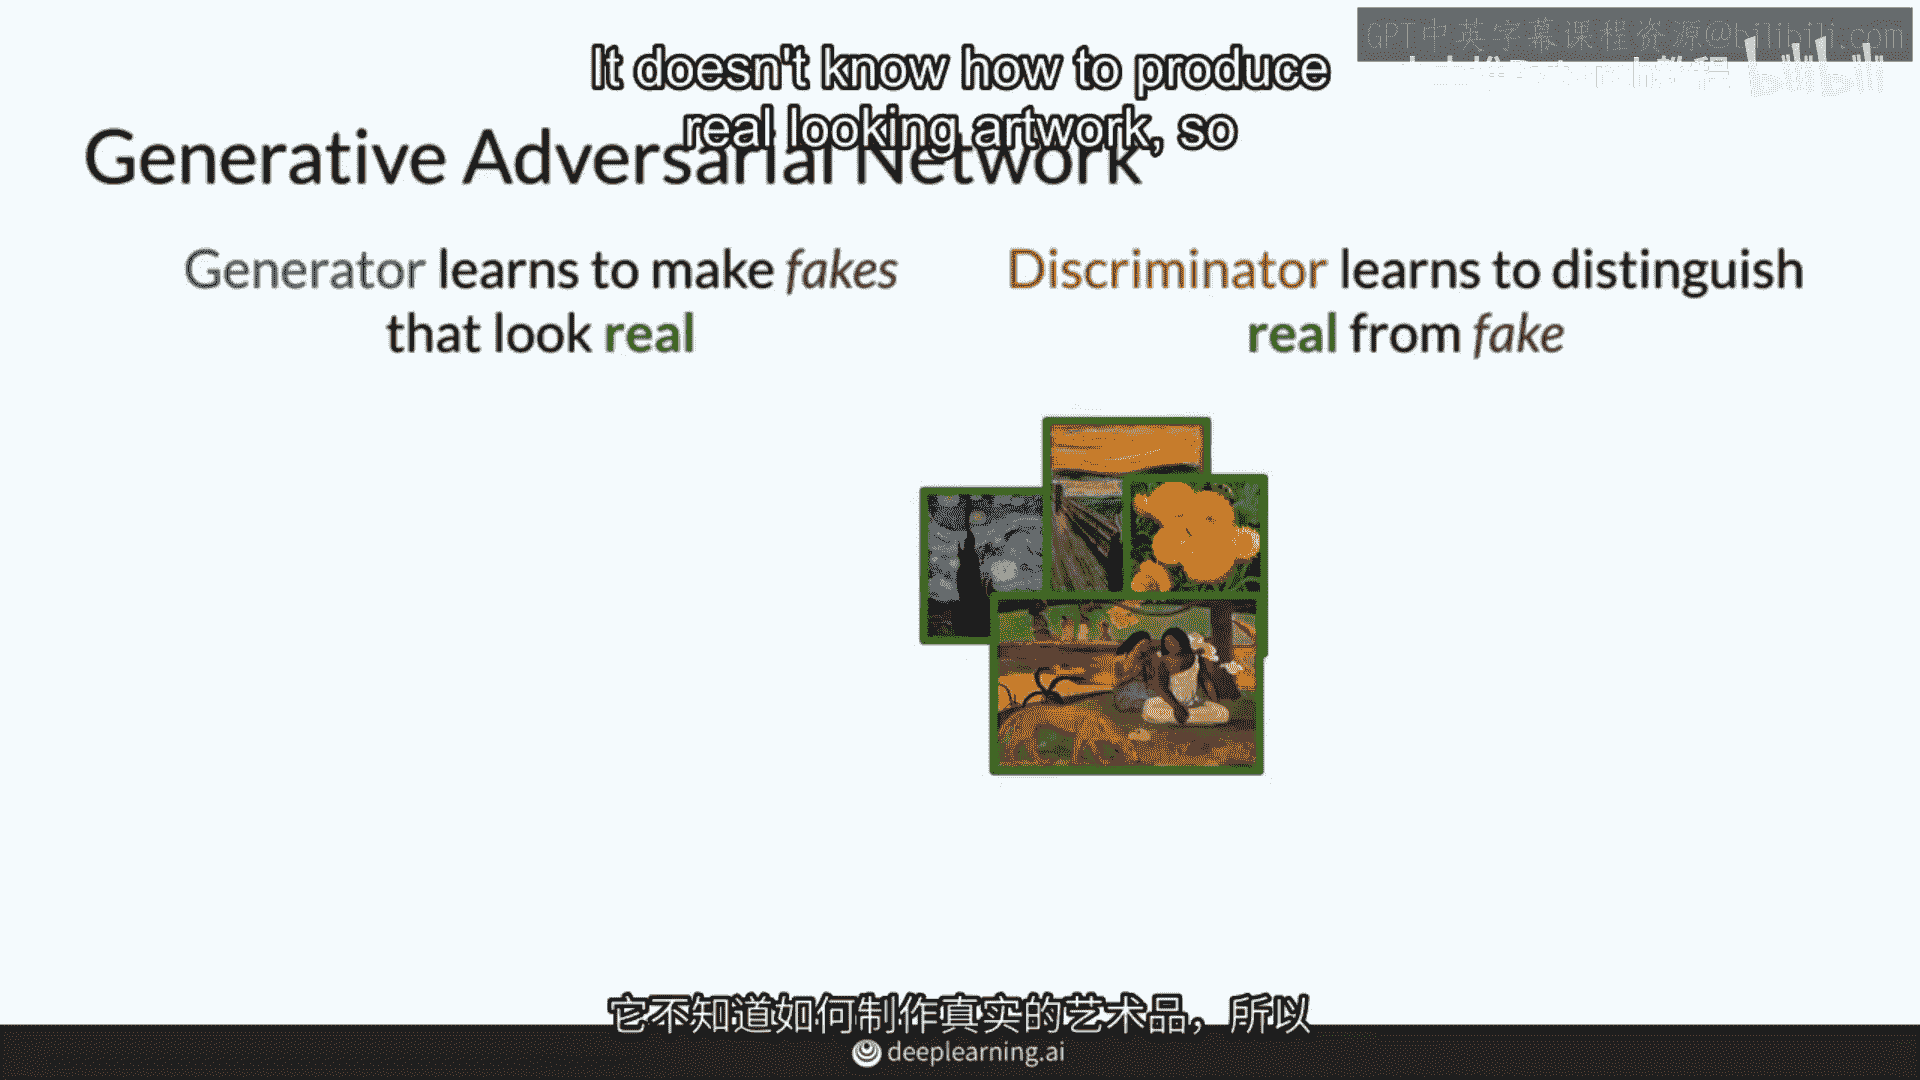 GPT中英字幕课程资源@bilibili.com
It doesn't know how to produce
real looking artwork, so
Generative Adversarial Network
Generator learns to make fakes
that look real
Discriminator learns to distinguish
real from fake
它不知道如何制作真实的艺术品，所以
deeplearning.ai